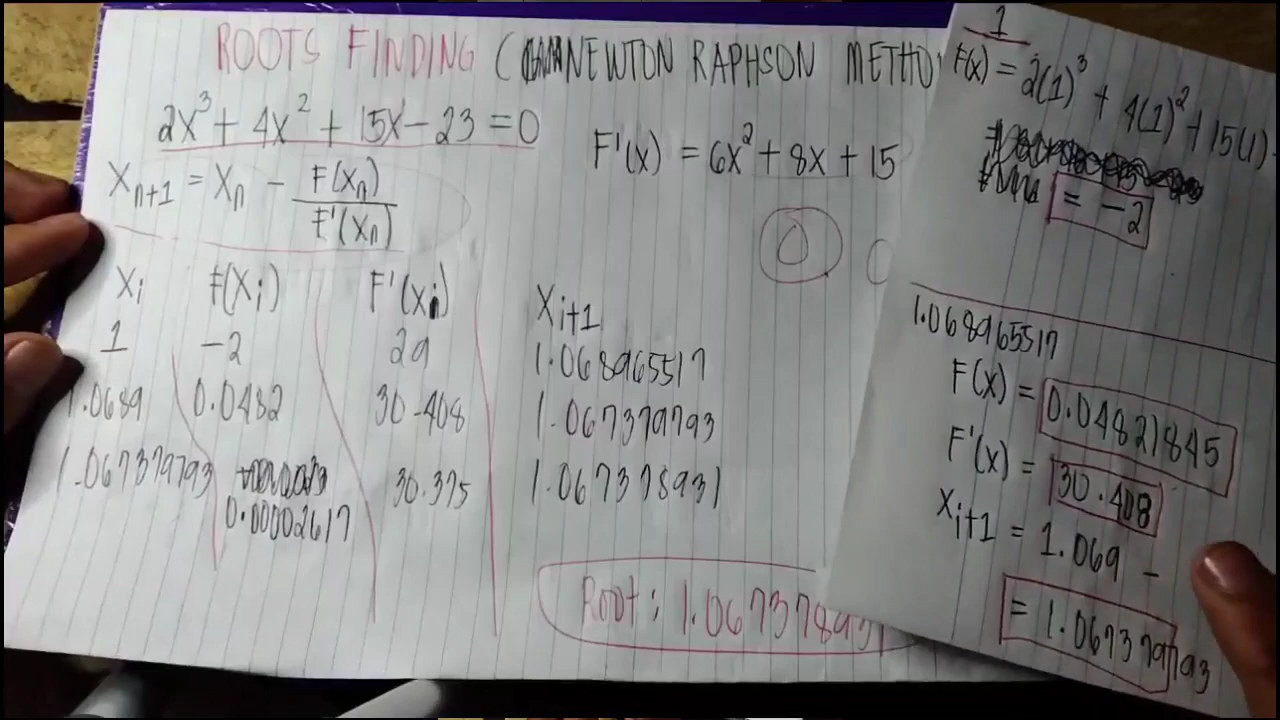 ROOTS FINDING ( NEWTON RAPHSON METHO
2x³ + 4x² + 15x - 23 = 0
F'(x) = 6x² + 8x + 15
Xn+1 = Xn - F(Xn) / F'(Xn)
Xi F(Xi) F'(Xi) Xi+1
1 -2 29 1.068965517
1.0689 0.0482 30.408 1.067379793
1.067379793 0.00002617 30.375 1.067378931
Root: 1.067378931
1
F(x) = 2(1)³ + 4(1)² + 15(1)
= -2
1.068965517
F(x) = 0.04821845
F'(x) = 30.408
Xi+1 = 1.069 -
= 1.067379793